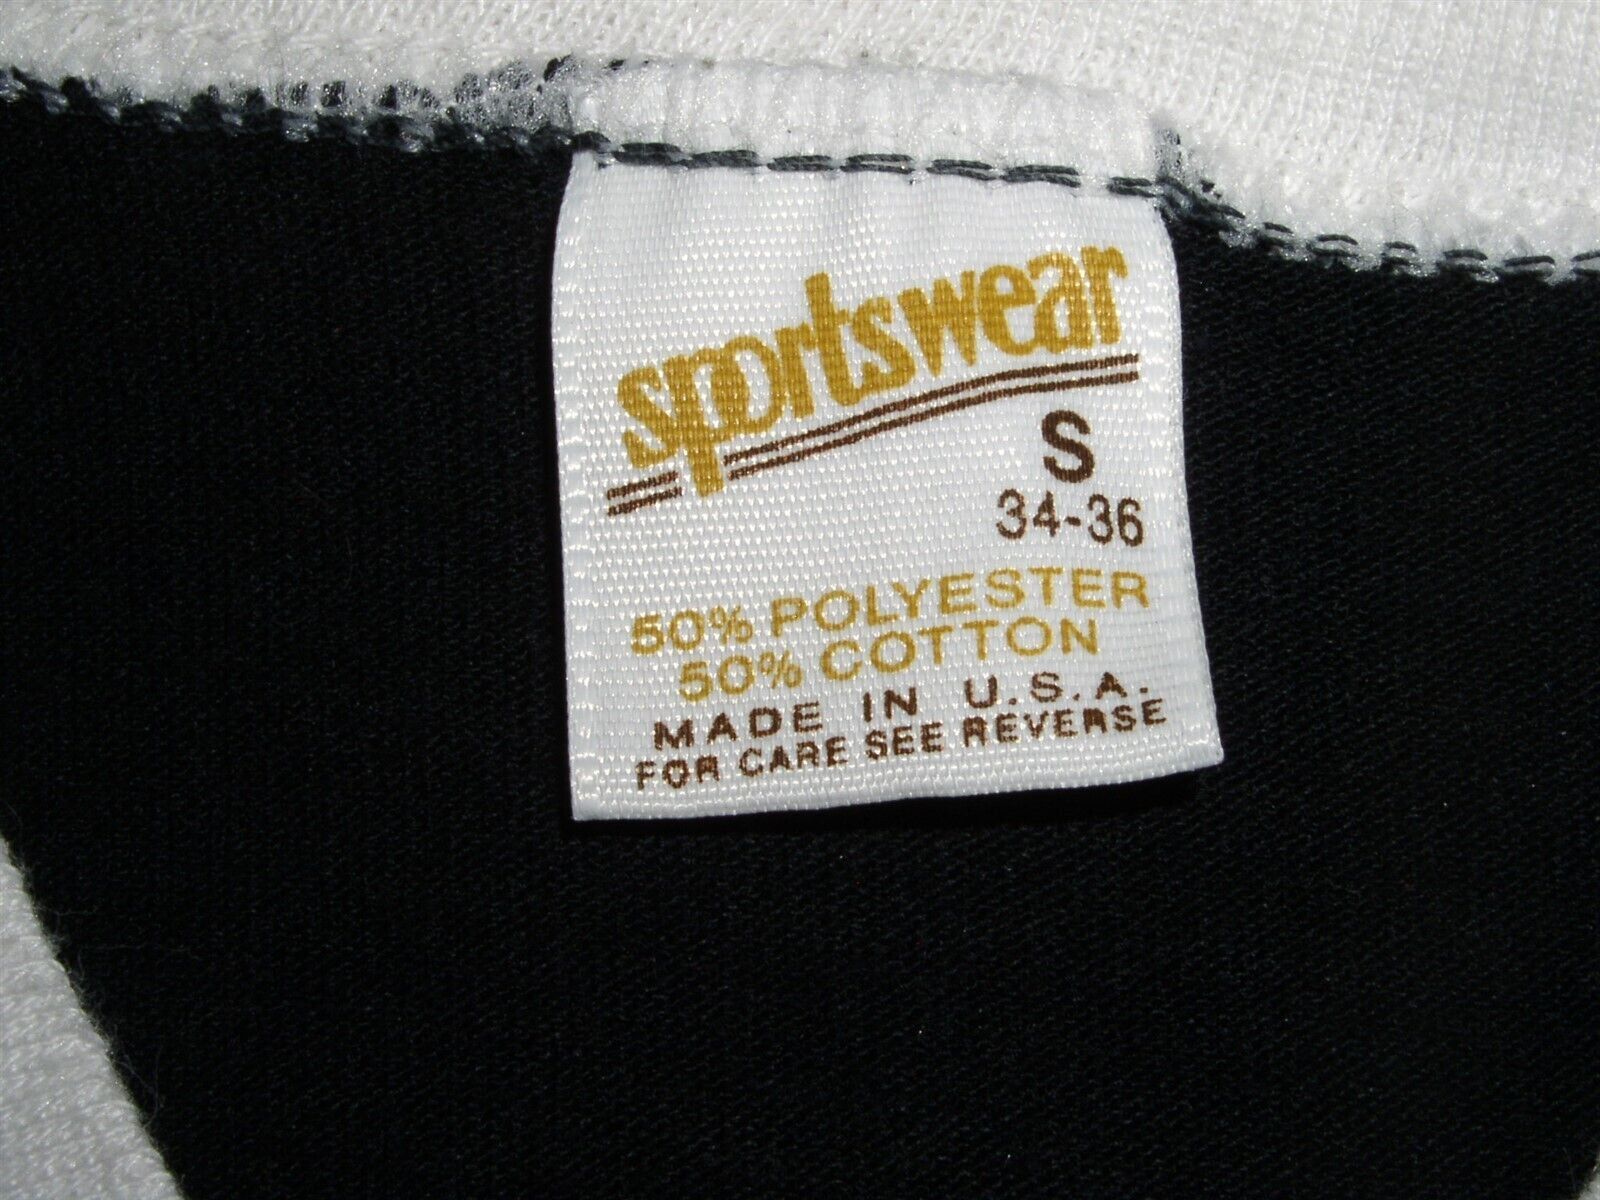 sportswear
S
34-36
50% POLYESTER
50% COTTON
MADE IN U.S.A.
FOR CARE SEE REVERSE